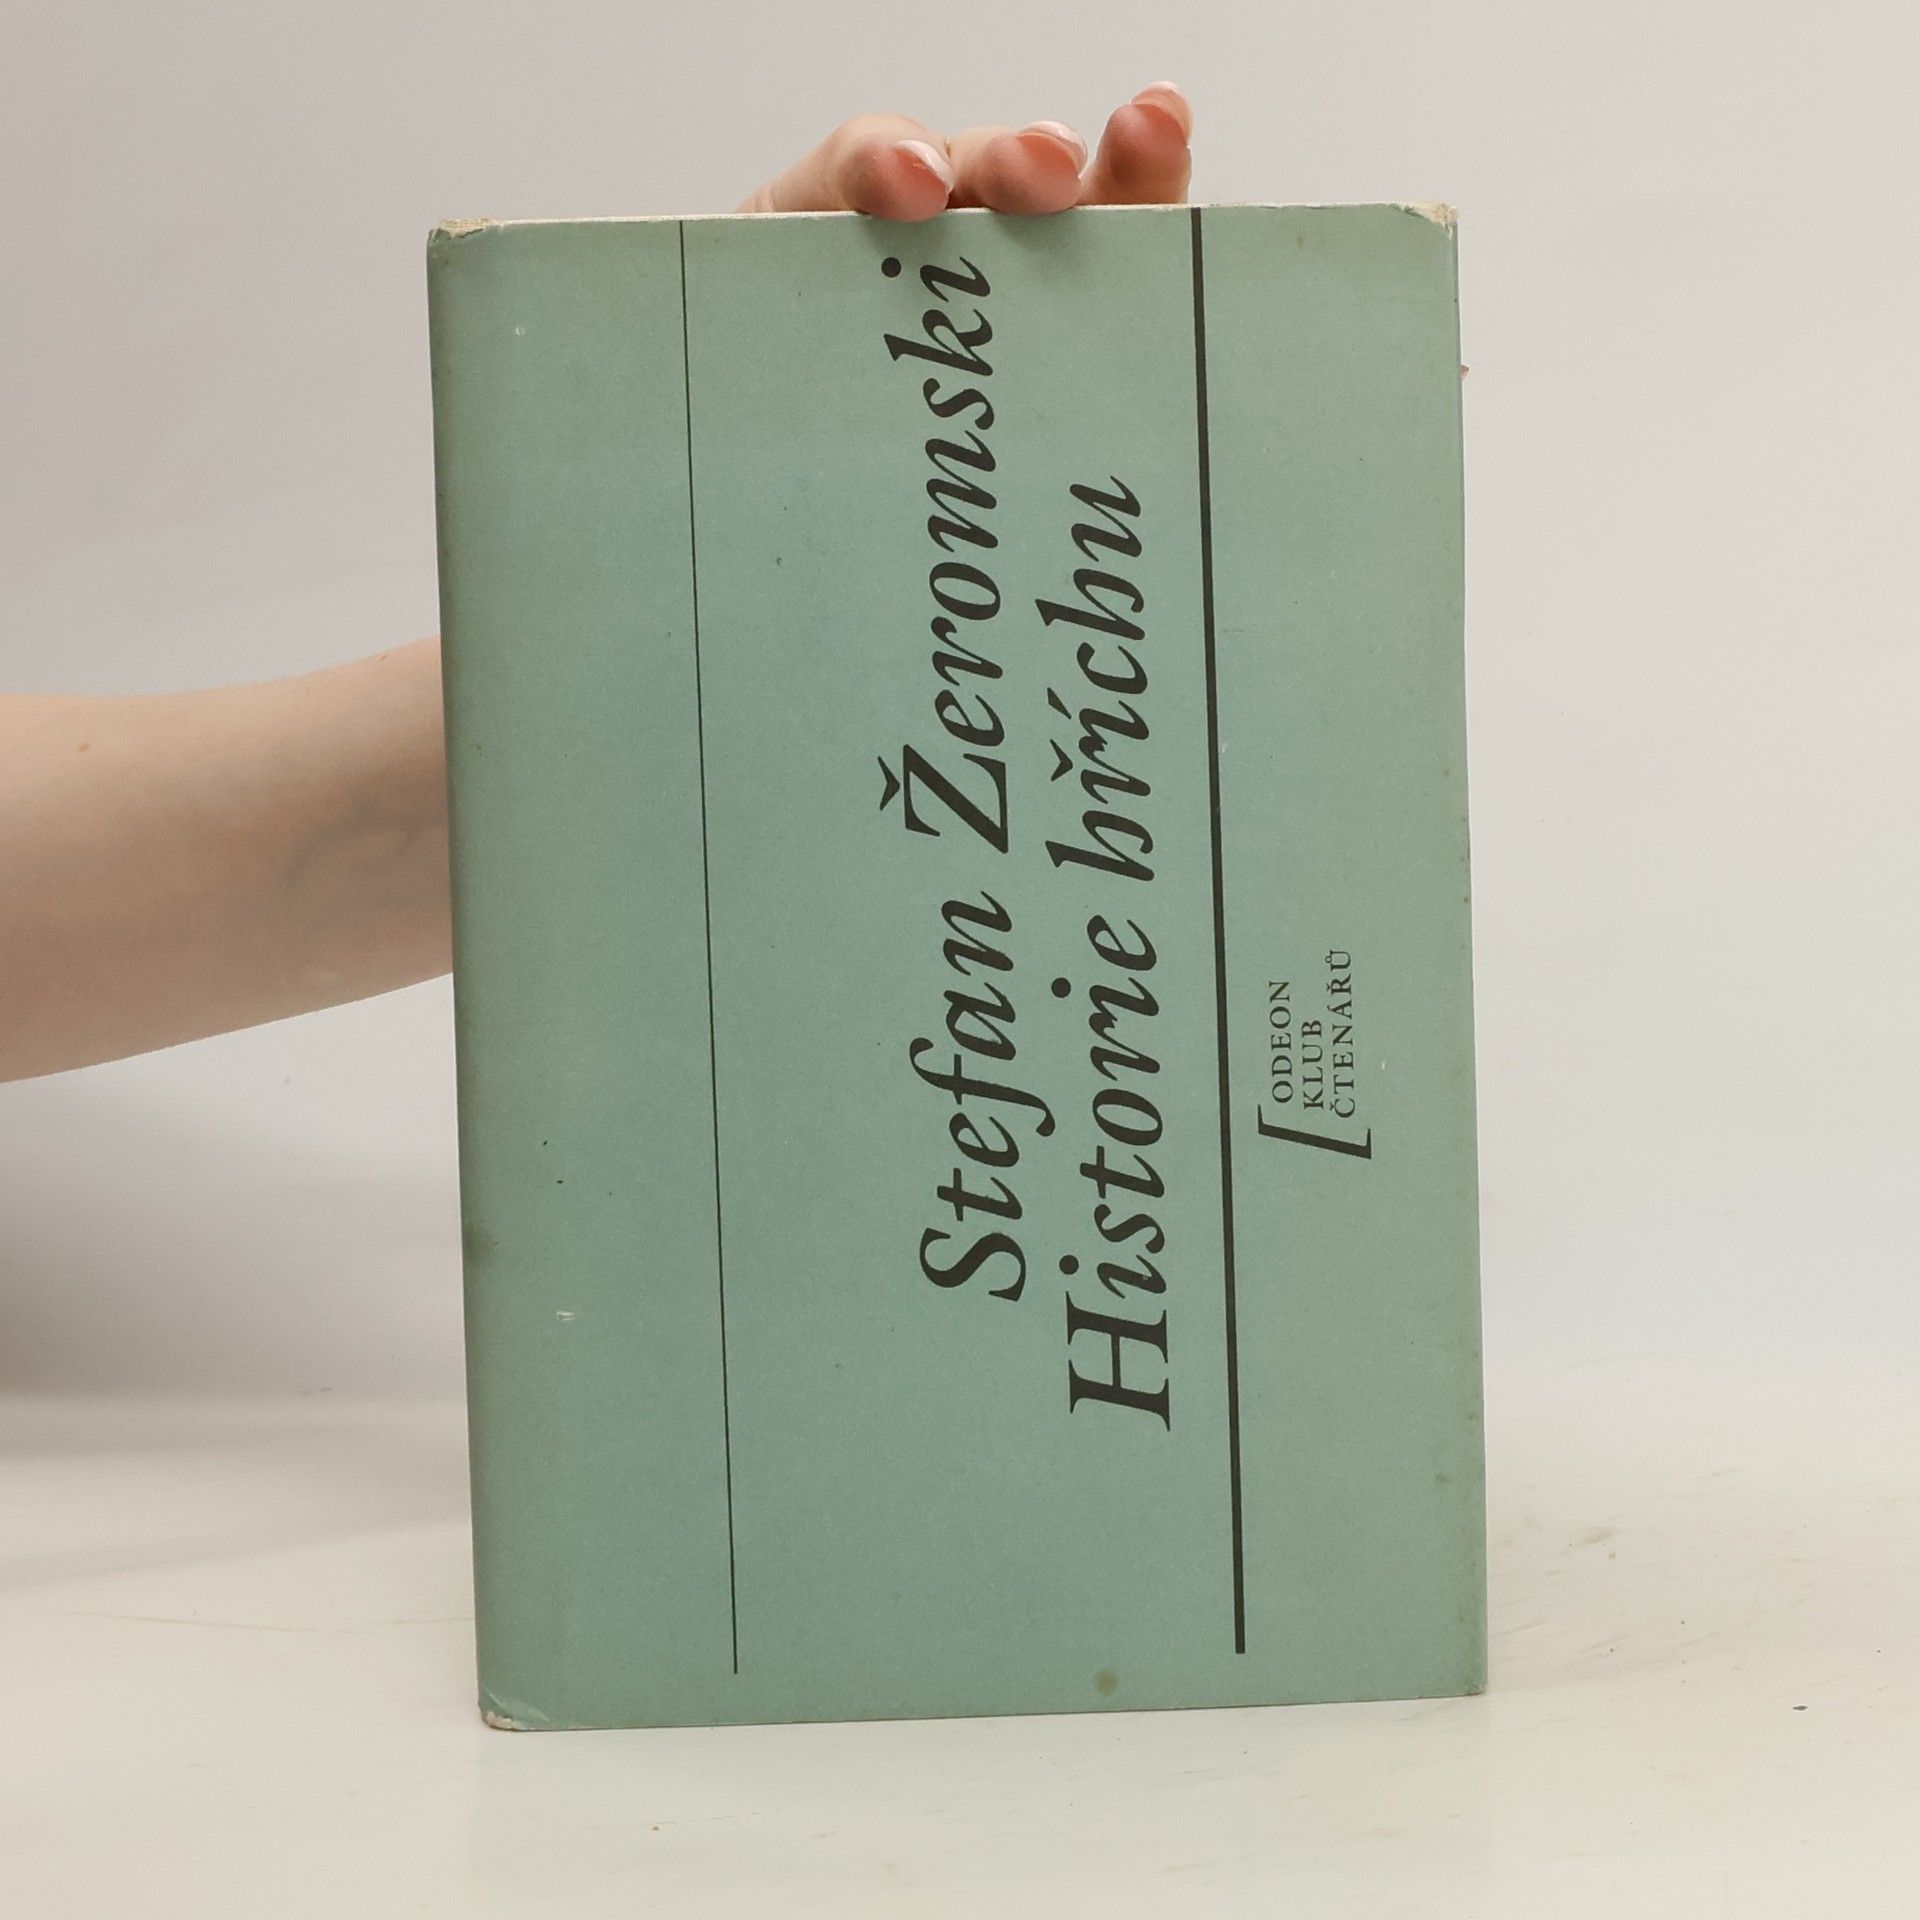 Stefan Žeromski
Historie hříchu
ODEON
KLUB
ČTENÁŘŮ